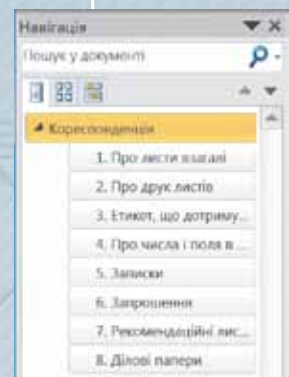 Навігація
Пошук у документі
Кореспонденція
1. Про листи взагалі
2. Про друк листів
3. Етикет, що дотриму...
4. Про числа і поля в ...
5. Записки
6. Запрошення
7. Рекомендаційні лис...
8. Ділові папери